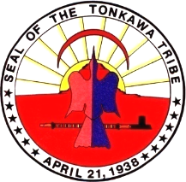 SEAL OF THE TONKAWA TRIBE
APRIL 21, 1938